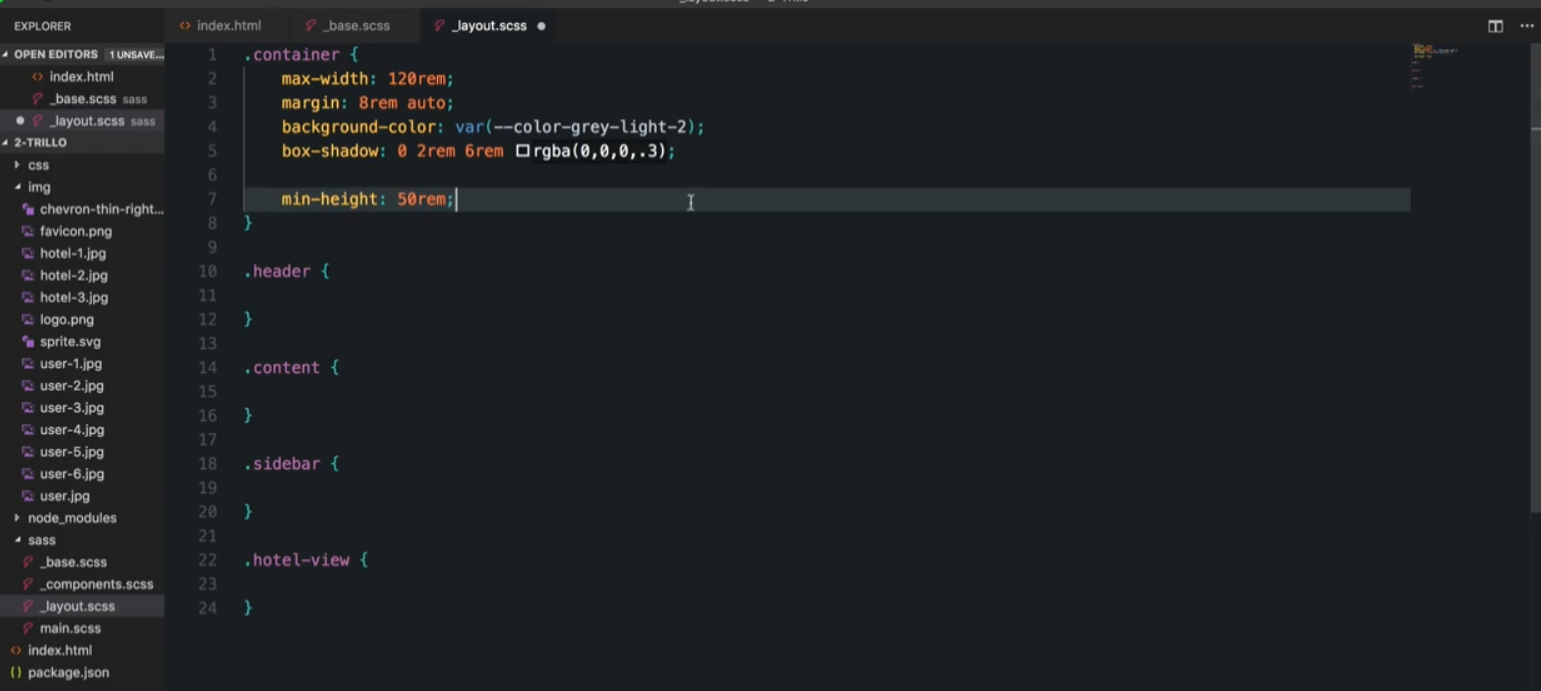 EXPLORER
OPEN EDITORS 1 UNSAVE...
index.html
_base.scss sass
_layout.scss sass
2-TRILLO
css
img
chevron-thin-right...
favicon.png
hotel-1.jpg
hotel-2.jpg
hotel-3.jpg
logo.png
sprite.svg
user-1.jpg
user-2.jpg
user-3.jpg
user-4.jpg
user-5.jpg
user-6.jpg
user.jpg
node_modules
sass
_base.scss
_components.scss
_layout.scss
main.scss
index.html
package.json
index.html _base.scss _layout.scss
1 .container {
2 max-width: 120rem;
3 margin: 8rem auto;
4 background-color: var(--color-grey-light-2);
5 box-shadow: 0 2rem 6rem rgba(0,0,0,.3);
6
7 min-height: 50rem;
8 }
9
10 .header {
11
12 }
13
14 .content {
15
16 }
17
18 .sidebar {
19
20 }
21
22 .hotel-view {
23
24 }